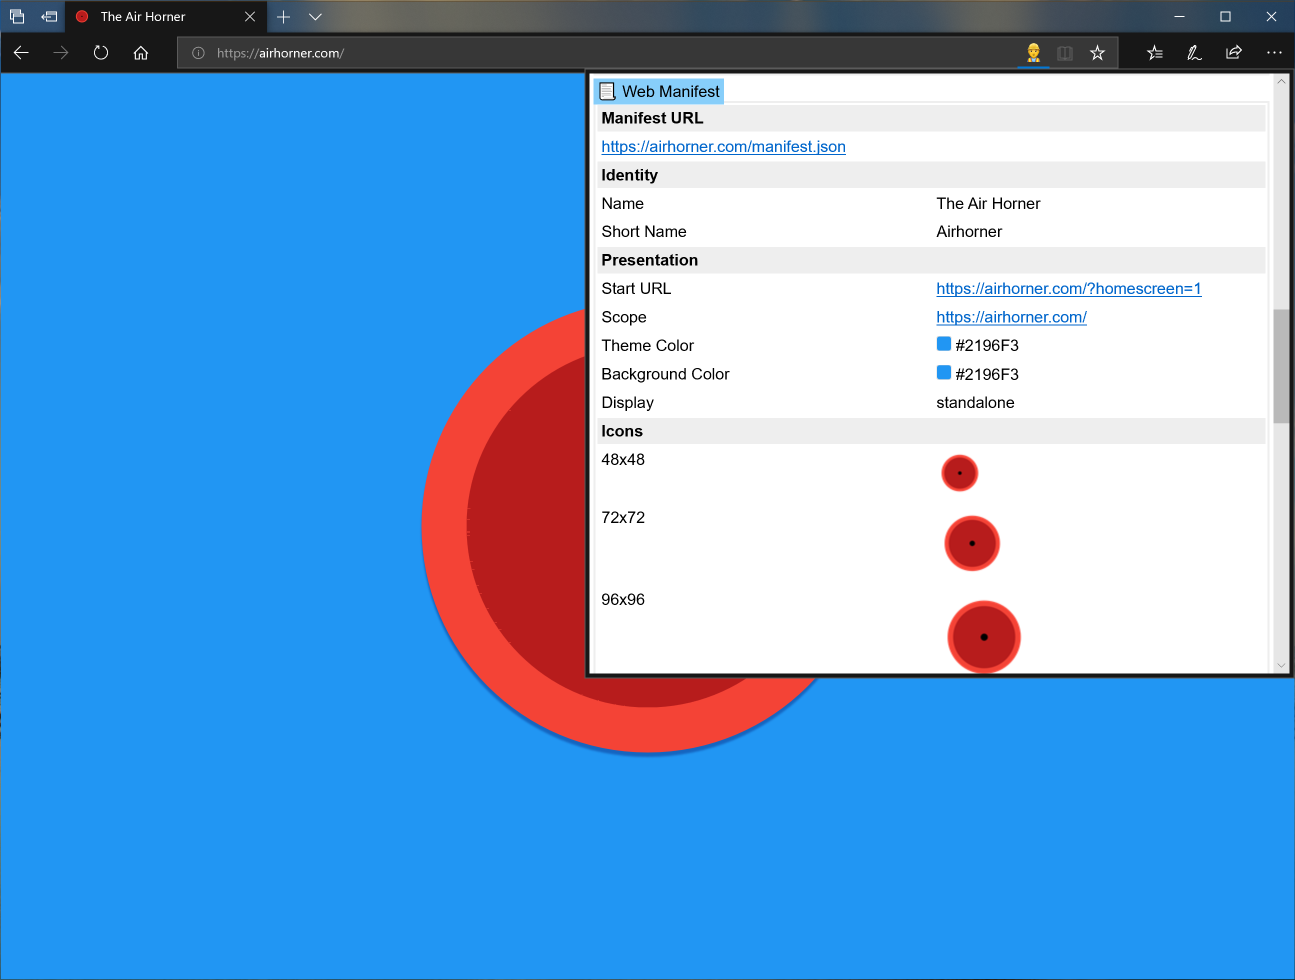 The Air Horner
https://airhorner.com/
Web Manifest
Manifest URL
https://airhorner.com/manifest.json
Identity
Name The Air Horner
Short Name Airhorner
Presentation
Start URL https://airhorner.com/?homescreen=1
Scope https://airhorner.com/
Theme Color #2196F3
Background Color #2196F3
Display standalone
Icons
48x48
72x72
96x96